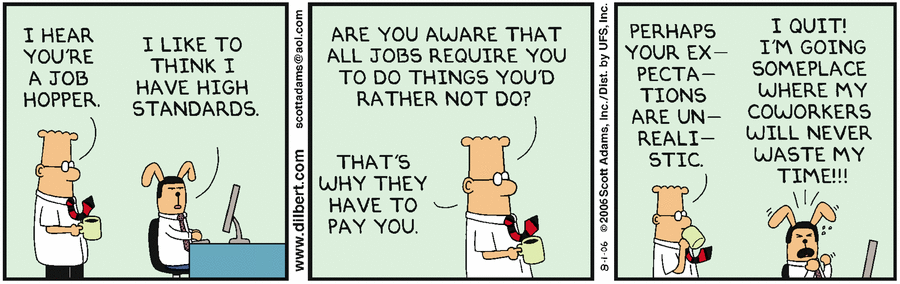 I HEAR
YOU'RE
A JOB
HOPPER.
I LIKE TO
THINK I
HAVE HIGH
STANDARDS.
www.dilbert.com scottadams@aol.com
ARE YOU AWARE THAT
ALL JOBS REQUIRE YOU
TO DO THINGS YOU'D
RATHER NOT DO?
THAT'S
WHY THEY
HAVE TO
PAY YOU.
8-1-06 ©2006 Scott Adams, Inc./Dist. by UFS, Inc.
PERHAPS
YOUR EX-
PECTA-
TIONS
ARE UN-
REALI-
STIC.
I QUIT!
I'M GOING
SOMEPLACE
WHERE MY
COWORKERS
WILL NEVER
WASTE MY
TIME!!!